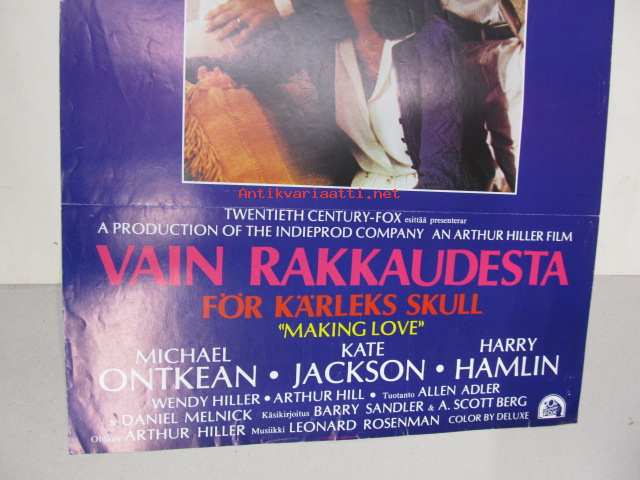 Antikvariaatti.net
TWENTIETH CENTURY-FOX esittää presenterar
A PRODUCTION OF THE INDIEPROD COMPANY AN ARTHUR HILLER FILM
VAIN RAKKAUDESTA
FÖR KÄRLEKS SKULL
"MAKING LOVE"
MICHAEL ONTKEAN • KATE JACKSON • HARRY HAMLIN
WENDY HILLER • ARTHUR HILL • Tuotanto ALLEN ADLER
& DANIEL MELNICK Käsikirjoitus BARRY SANDLER & A. SCOTT BERG
ARTHUR HILLER Musiikki LEONARD ROSENMAN COLOR BY DELUXE